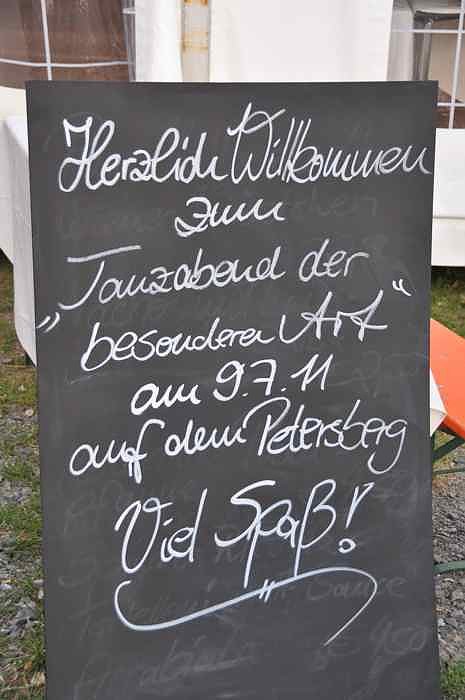 Herzlich Willkommen
zum
Tanzabend der
„besonderen Art“
am 9.7.11
auf dem Petersberg
Viel Spaß!